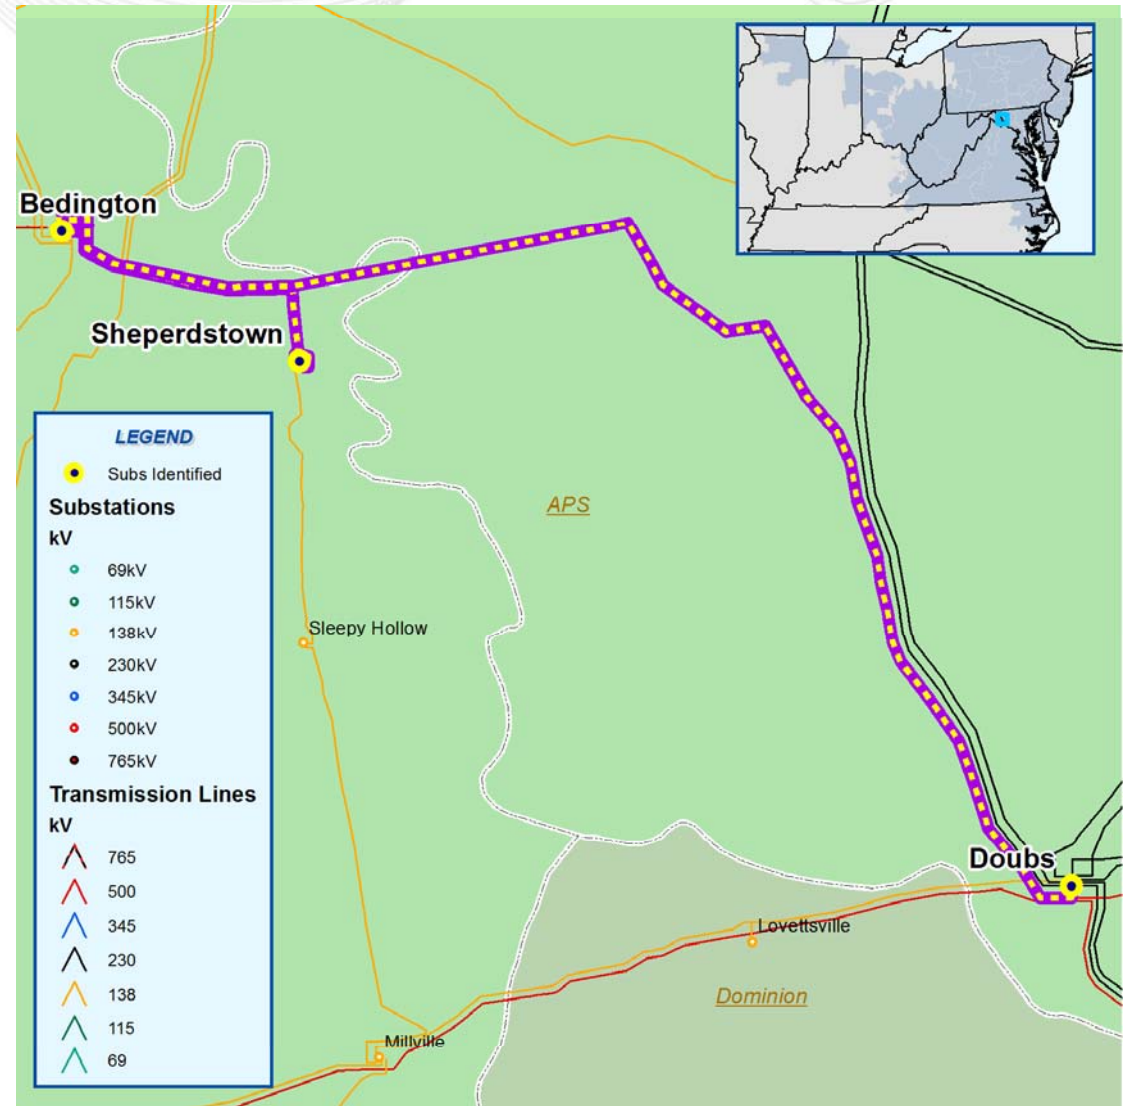 Bedington
Sheperdstown
LEGEND
Subs Identified
Substations
kV
69kV
115kV
138kV
230kV
345kV
500kV
765kV
Transmission Lines
kV
765
500
345
230
138
115
69
APS
Sleepy Hollow
Doubs
Lovettsville
Dominion
Millville